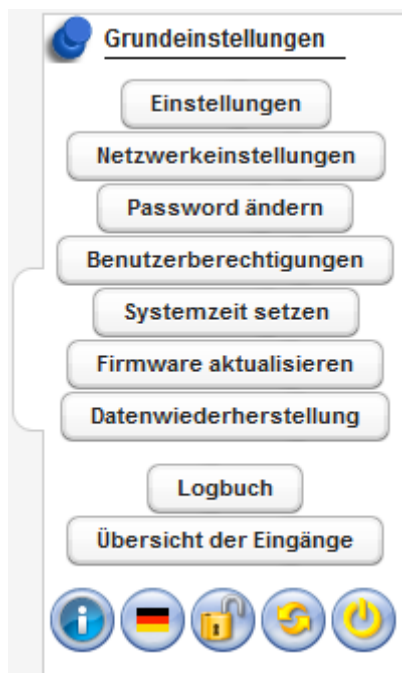 Grundeinstellungen
Einstellungen
Netzwerkeinstellungen
Password ändern
Benutzerberechtigungen
Systemzeit setzen
Firmware aktualisieren
Datenwiederherstellung
Logbuch
Übersicht der Eingänge